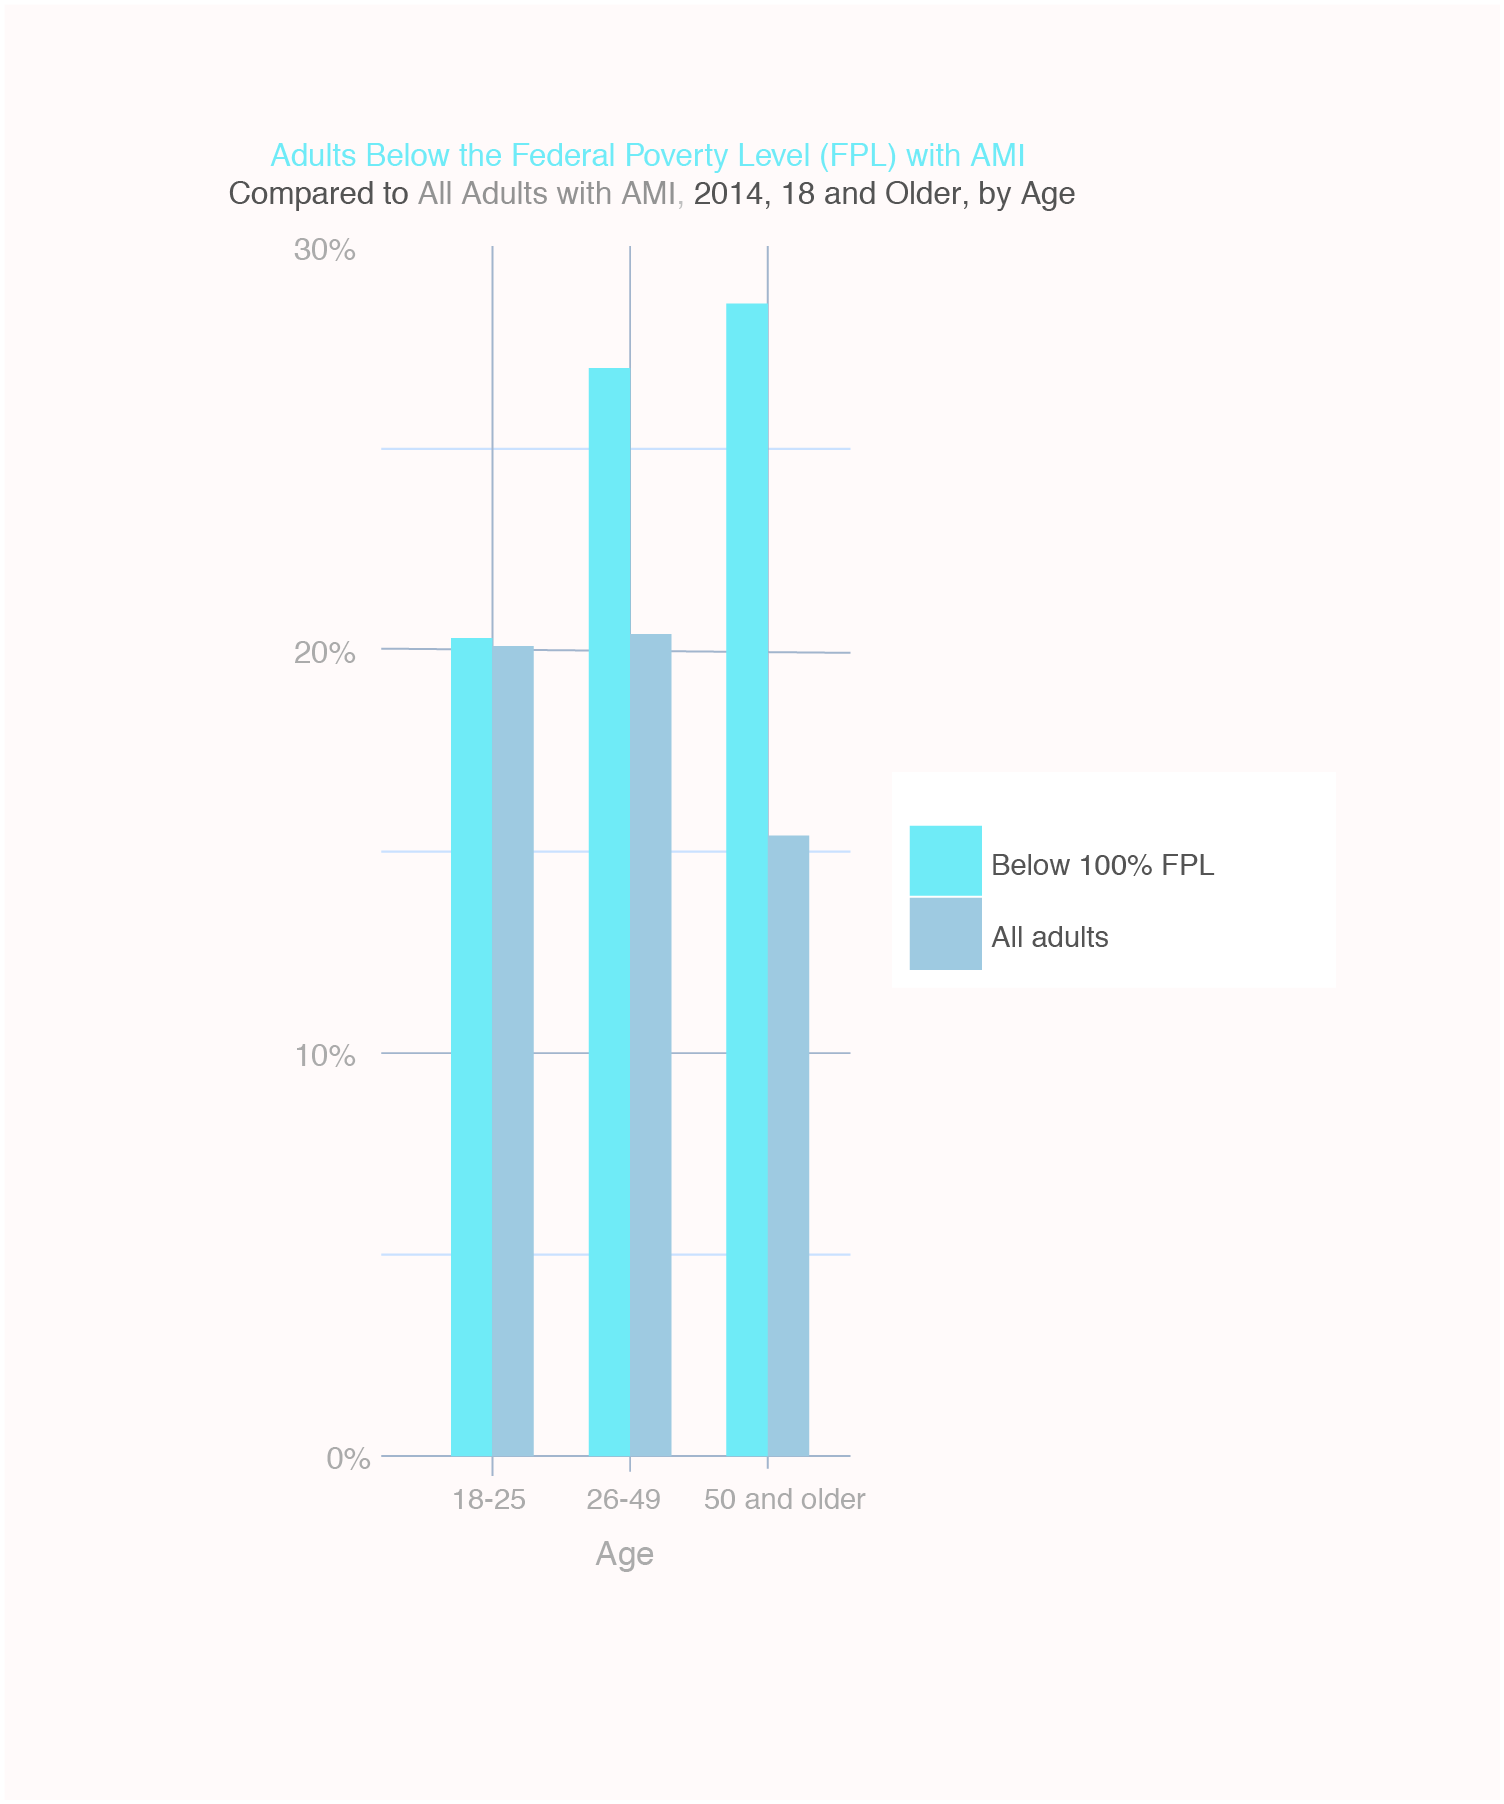 Adults Below the Federal Poverty Level (FPL) with AMI
Compared to All Adults with AMI, 2014, 18 and Older, by Age
30%
20%
10%
0%
18-25 26-49 50 and older
Age
Below 100% FPL
All adults